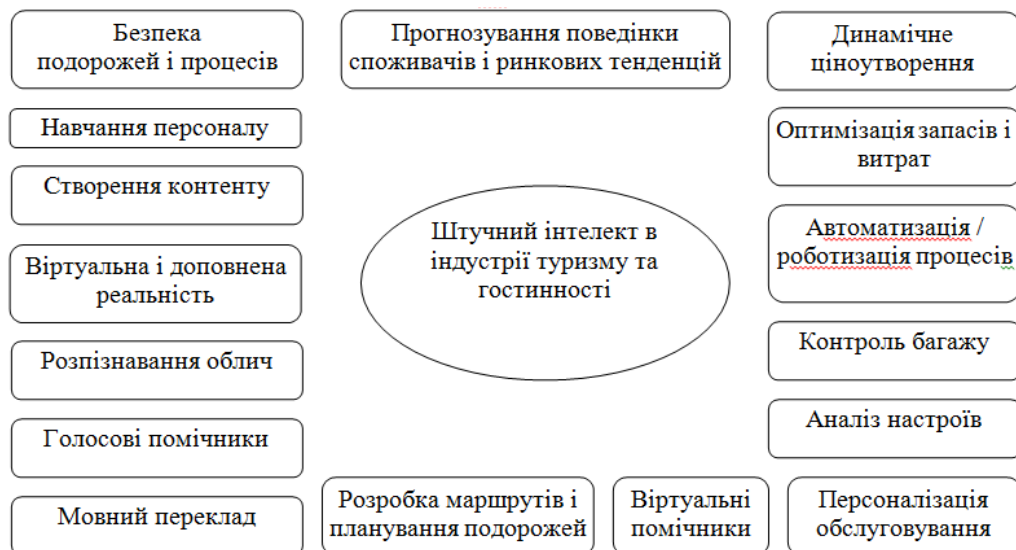 Безпека
подорожей і процесів
Прогнозування поведінки
споживачів і ринкових тенденцій
Динамічне
ціноутворення
Навчання персоналу
Оптимізація запасів і
витрат
Створення контенту
Штучний інтелект в
індустрії туризму та
гостинності
Автоматизація /
роботизація процесів
Віртуальна і доповнена
реальність
Контроль багажу
Розпізнавання облич
Аналіз настроїв
Голосові помічники
Мовний переклад
Розробка маршрутів і
планування подорожей
Віртуальні
помічники
Персоналізація
обслуговування